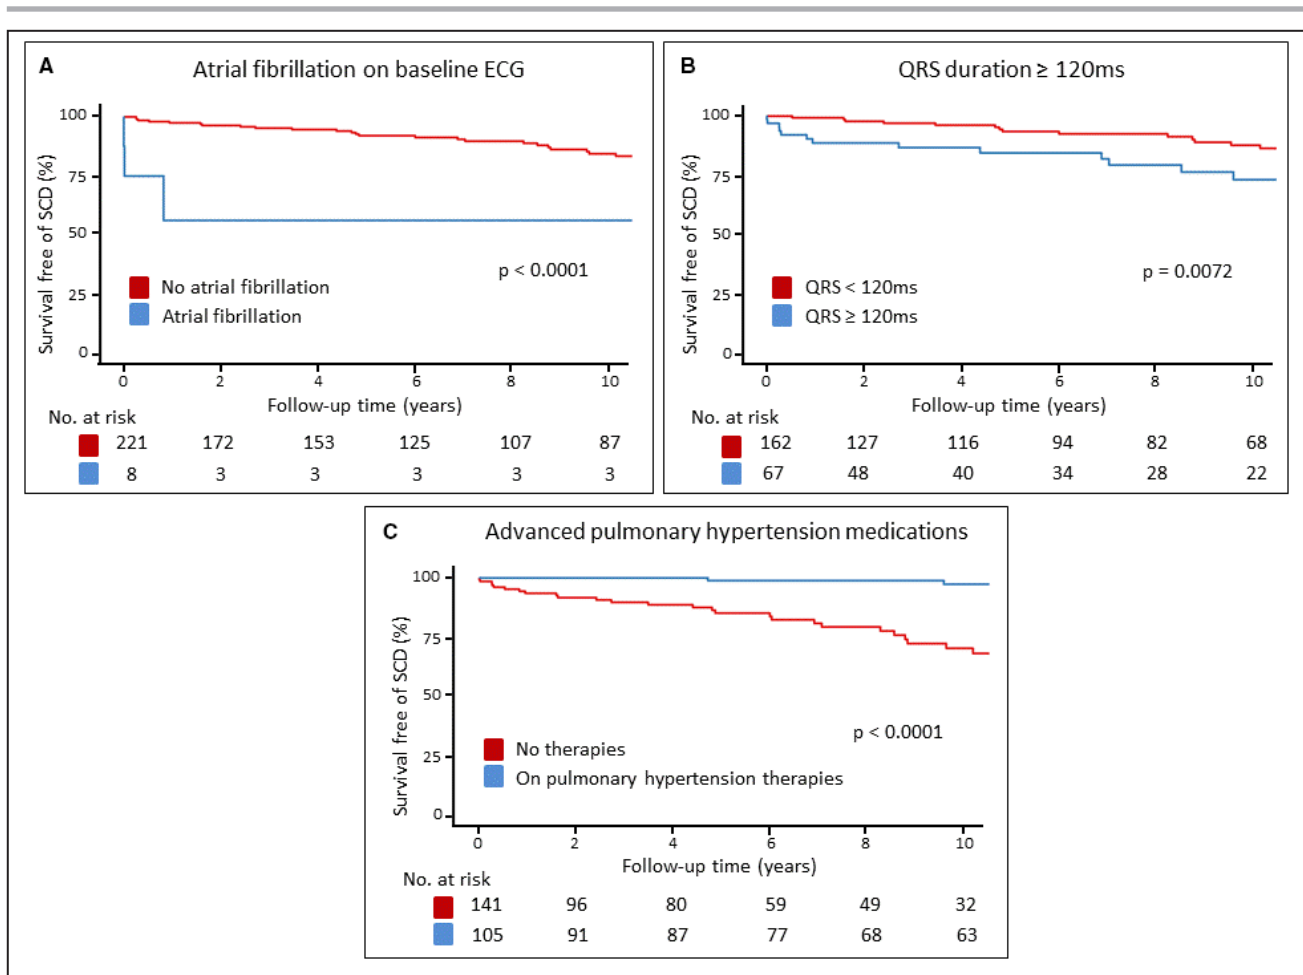 A
Atrial fibrillation on baseline ECG
Survival free of SCD (%)
100
75
50
25
0
No atrial fibrillation
Atrial fibrillation
p < 0.0001
0 2 4 6 8 10
Follow-up time (years)
No. at risk
221 172 153 125 107 87
8 3 3 3 3 3
B
QRS duration ≥ 120ms
Survival free of SCD (%)
100
75
50
25
0
QRS < 120ms
QRS ≥ 120ms
p = 0.0072
0 2 4 6 8 10
Follow-up time (years)
No. at risk
162 127 116 94 82 68
67 48 40 34 28 22
C
Advanced pulmonary hypertension medications
Survival free of SCD (%)
100
75
50
25
0
No therapies
On pulmonary hypertension therapies
p < 0.0001
0 2 4 6 8 10
Follow-up time (years)
No. at risk
141 96 80 59 49 32
105 91 87 77 68 63